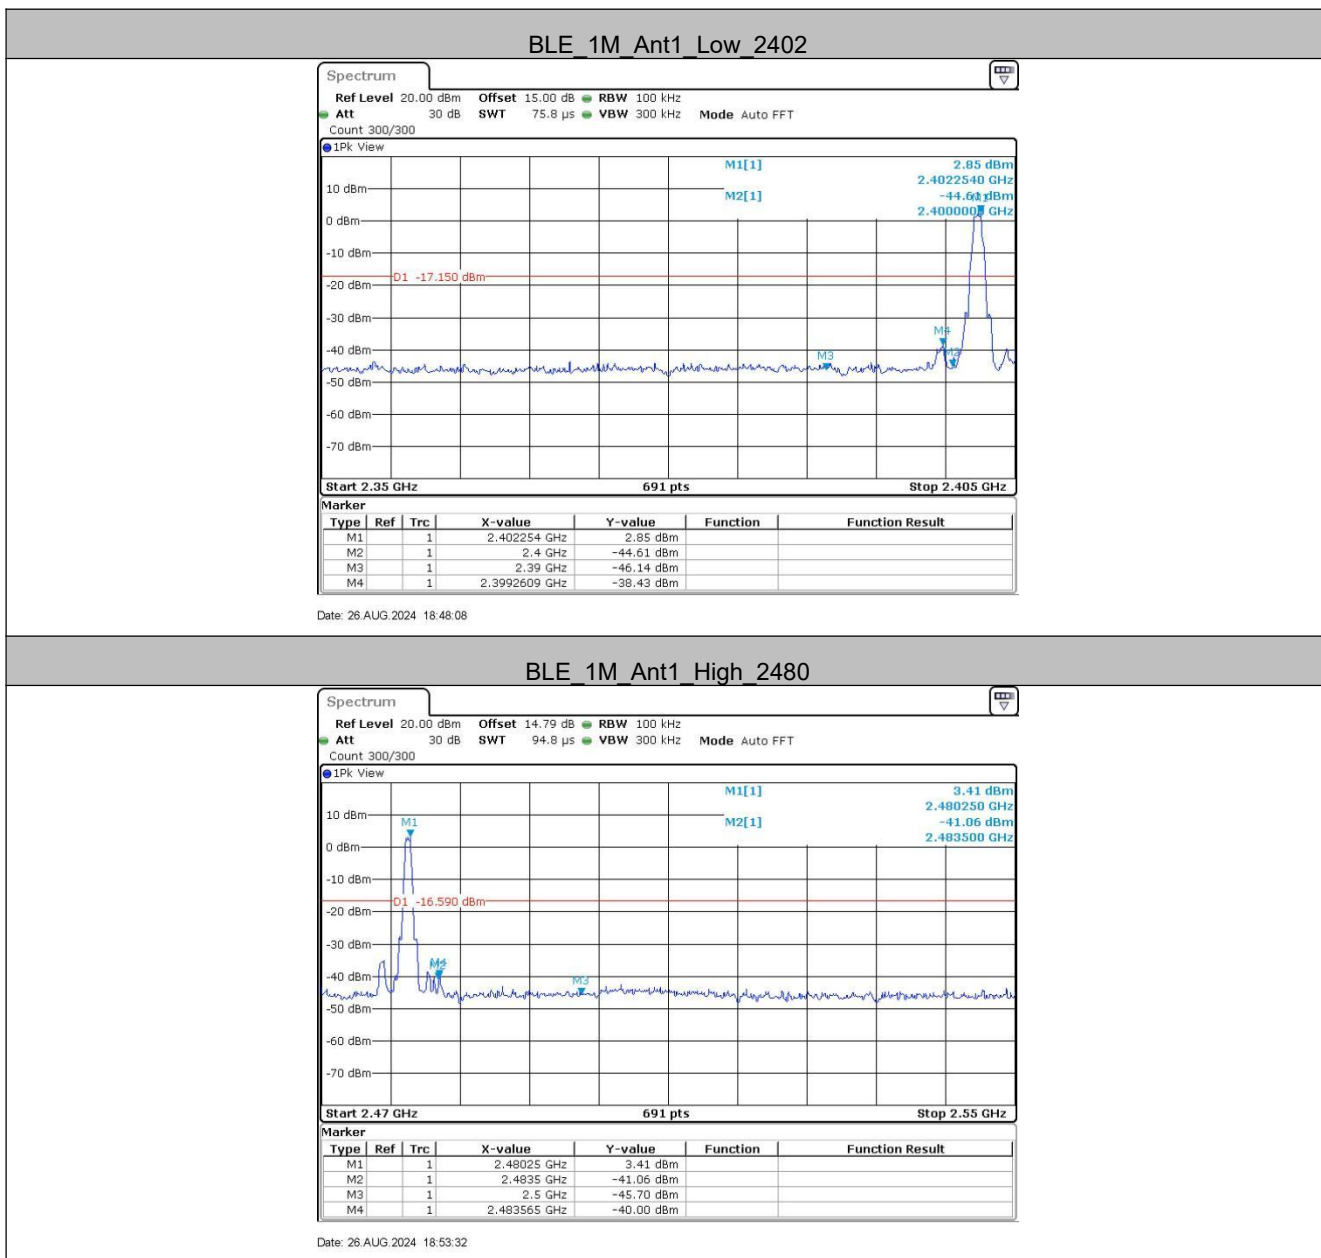 BLE_1M_Ant1_Low_2402
Spectrum
Ref Level 20.00 dBm Offset 15.00 dB RBW 100 kHz
Att 30 dB SWT 75.8 µs VBW 300 kHz Mode Auto FFT
Count 300/300
1Pk View
M1[1] 2.85 dBm
2.4022540 GHz
10 dBm
M2[1] -44.61 dBm
M1
2.4000000 GHz
0 dBm
-10 dBm
D1 -17.150 dBm
-20 dBm
-30 dBm
M4
-40 dBm
M3 M2
-50 dBm
-60 dBm
-70 dBm
Start 2.35 GHz 691 pts Stop 2.405 GHz
Marker
Type Ref Trc X-value Y-value Function Function Result
M1 1 2.402254 GHz 2.85 dBm
M2 1 2.4 GHz -44.61 dBm
M3 1 2.39 GHz -46.14 dBm
M4 1 2.3992609 GHz -38.43 dBm
Date: 26.AUG.2024 18:48:08
BLE_1M_Ant1_High_2480
Spectrum
Ref Level 20.00 dBm Offset 14.79 dB RBW 100 kHz
Att 30 dB SWT 94.8 µs VBW 300 kHz Mode Auto FFT
Count 300/300
1Pk View
M1[1] 3.41 dBm
2.480250 GHz
10 dBm
M1
M2[1] -41.06 dBm
2.483500 GHz
0 dBm
-10 dBm
D1 -16.590 dBm
-20 dBm
-30 dBm
M4
M2
-40 dBm
M3
-50 dBm
-60 dBm
-70 dBm
Start 2.47 GHz 691 pts Stop 2.55 GHz
Marker
Type Ref Trc X-value Y-value Function Function Result
M1 1 2.48025 GHz 3.41 dBm
M2 1 2.4835 GHz -41.06 dBm
M3 1 2.5 GHz -45.70 dBm
M4 1 2.483565 GHz -40.00 dBm
Date: 26.AUG.2024 18:53:32